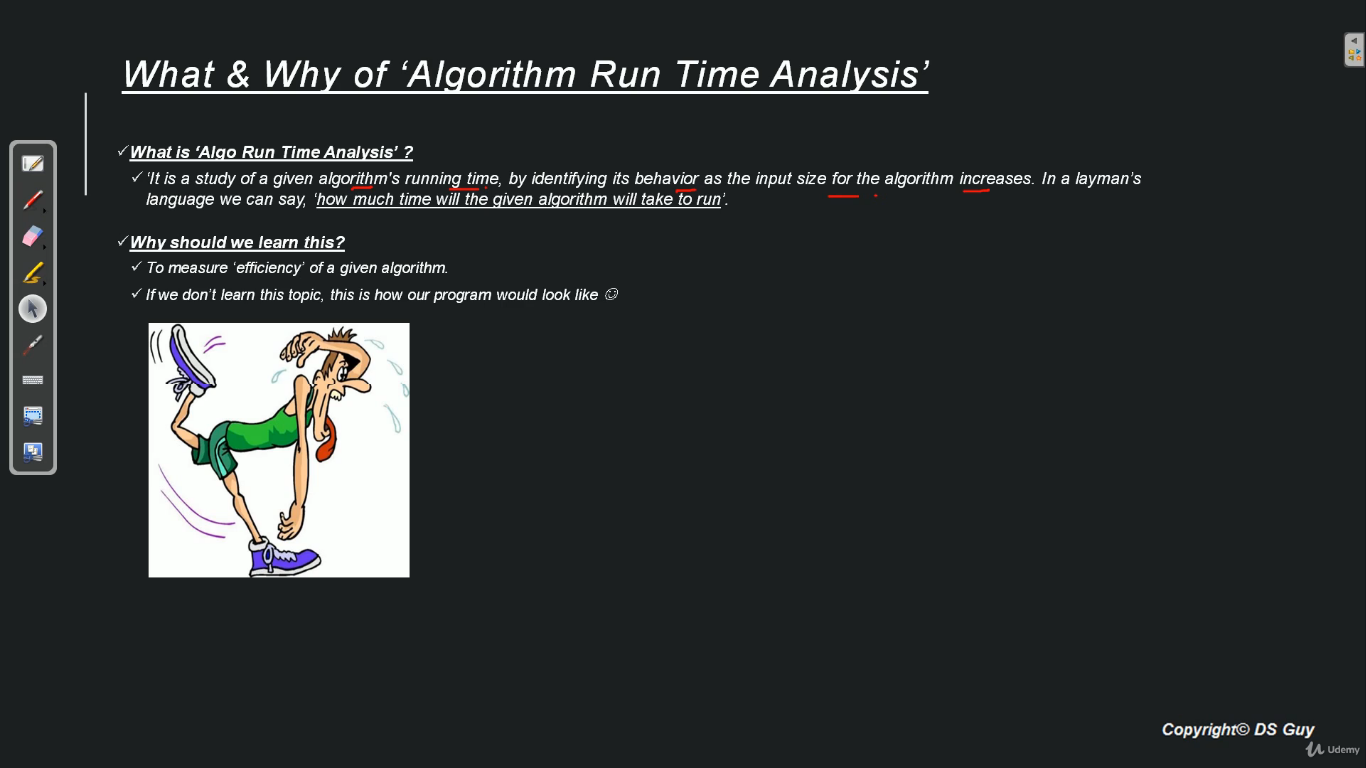 What & Why of ‘Algorithm Run Time Analysis’
✓What is ‘Algo Run Time Analysis’ ?
✓ ‘It is a study of a given algorithm's running time, by identifying its behavior as the input size for the algorithm increases. In a layman’s
language we can say, ‘how much time will the given algorithm will take to run’.
✓Why should we learn this?
✓ To measure ‘efficiency’ of a given algorithm.
✓ If we don’t learn this topic, this is how our program would look like ☺
Copyright© DS Guy
Udemy